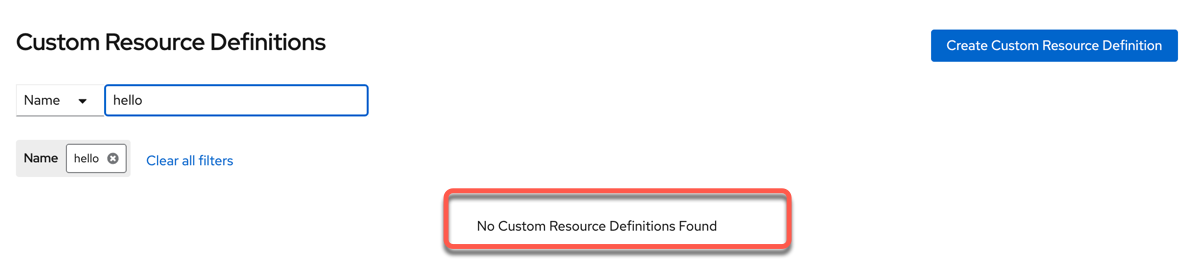 Custom Resource Definitions
Create Custom Resource Definition
Name
hello
Name
hello
Clear all filters
No Custom Resource Definitions Found